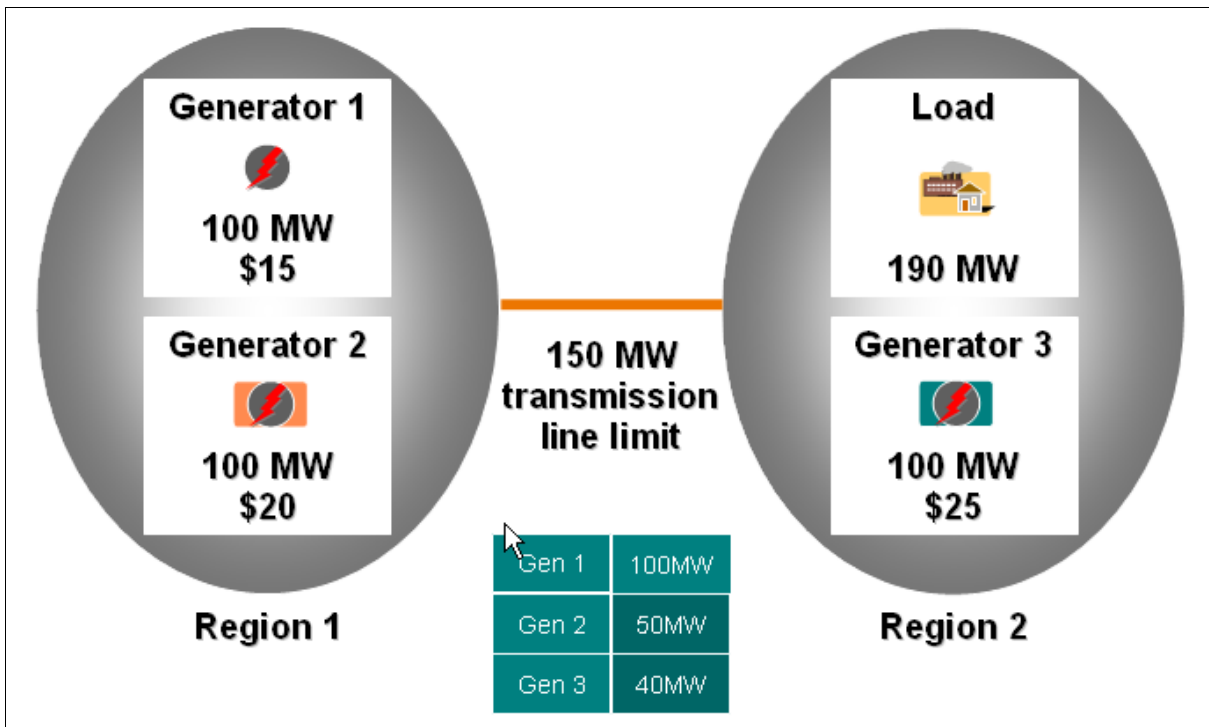 Generator 1
100 MW
$15
Generator 2
100 MW
$20
Region 1
150 MW
transmission
line limit
Gen 1 100MW
Gen 2 50MW
Gen 3 40MW
Load
190 MW
Generator 3
100 MW
$25
Region 2